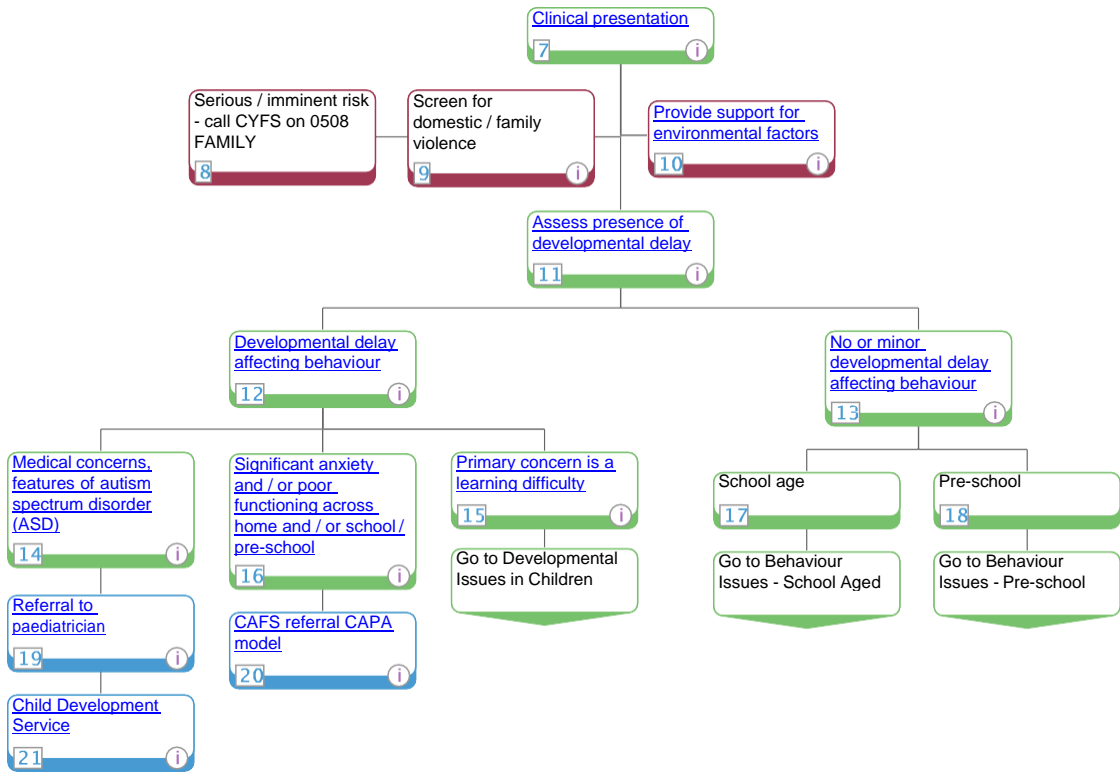 Clinical presentation
7
i
Serious / imminent risk
- call CYFS on 0508
FAMILY
8
Screen for
domestic / family
violence
9
i
Provide support for
environmental factors
10
i
Assess presence of
developmental delay
11
i
Developmental delay
affecting behaviour
12
i
No or minor
developmental delay
affecting behaviour
13
i
Medical concerns,
features of autism
spectrum disorder
(ASD)
14
i
Significant anxiety
and / or poor
functioning across
home and / or school /
pre-school
16
i
Primary concern is a
learning difficulty
15
i
School age
17
Pre-school
18
Go to Developmental
Issues in Children
Go to Behaviour
Issues - School Aged
Go to Behaviour
Issues - Pre-school
Referral to
paediatrician
19
i
CAFS referral CAPA
model
20
i
Child Development
Service
21
i